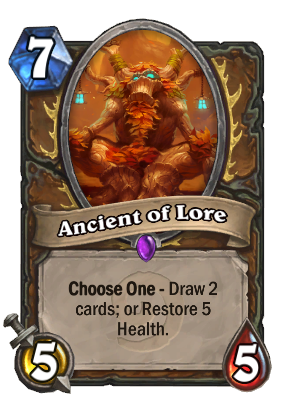 7
Ancient of Lore
Choose One - Draw 2
cards; or Restore 5
Health.
5 5